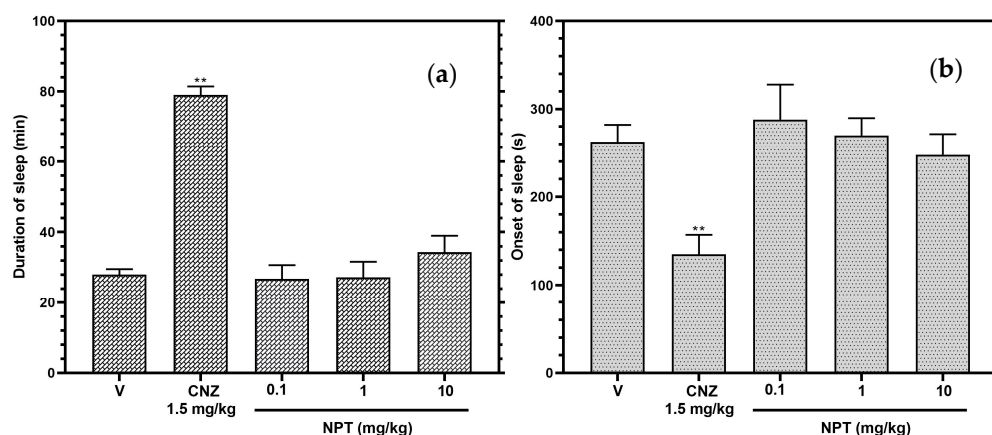 100
80
60
40
20
0
Duration of sleep (min)
(a)
**
V
CNZ
1.5 mg/kg
0.1
1
10
NPT (mg/kg)
400
300
200
100
0
Onset of sleep (s)
(b)
**
V
CNZ
1.5 mg/kg
0.1
1
10
NPT (mg/kg)